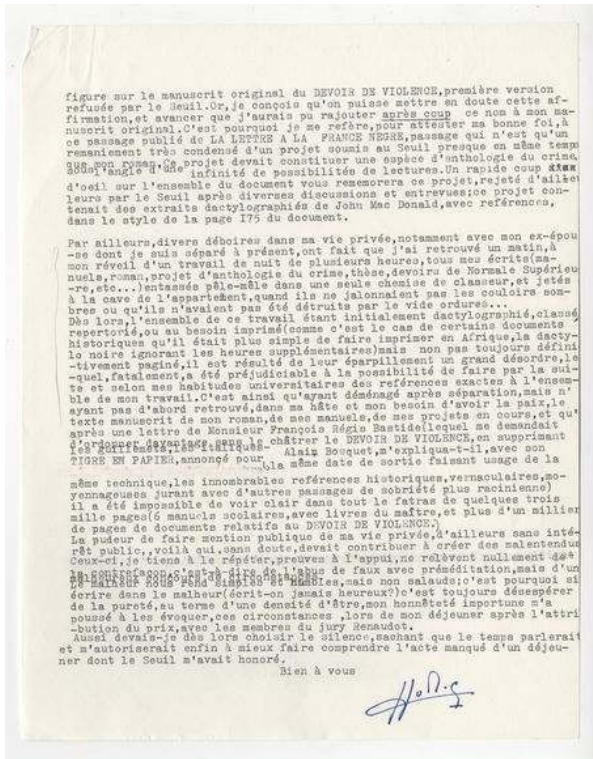 figure sur le manuscrit original du DEVOIR DE VIOLENCE,première version
refusée par le Seuil.Or,je conçois qu'on puisse mettre en doute cette af-
firmation,et avancer que j'aurais pu rajouter après coup ce nom à mon ma-
nuscrit original.C'est pourquoi je me refère,pour attester ma bonne foi,à
ce passage publié de LA LETTRE A LA FRANCE NEGRE,passage qui n'est qu'un
remaniement très condensé d'un projet soumis au Seuil presque en même temps
que mon roman.Ce projet devait constituer une espèce d'anthologie du crime,
sous l'angle d'une infinité de possibilités de lectures.Un rapide coup
d'oeil sur l'ensemble du document vous rememorera ce projet,rejeté d'ail
leurs par le Seuil après diverses discussions et entrevues;ce projet con-
tenait des extraits dactylographiés de John Mac Donald,avec références,
dans le style de la page I75 du document.
Par ailleurs,divers déboires dans ma vie privée,notamment avec mon ex-épou
-se dont je suis séparé à présent,ont fait que j'ai retrouvé un matin,à
mon réveil d'un travail de nuit de plusieurs heures,tous mes écrits(ma-
nuels,roman,projet d'anthologie du crime,thèse,devoirs de Normale Supérieu
-re,etc...)entassés pêle-mêle dans une seule chemise de classeur,et jetés
à la cave de l'appartement,quand ils ne jalonnaient pas les couloirs som-
bres ou qu'ils n'avaient pas été détruits par le vide ordures...
Dès lors,l'ensemble de ce travail étant initialement dactylographié,classé
repertorié,ou au besoin imprimé(comme c'est le cas de certains documents
historiques qu'il était plus simple de faire imprimer en Afrique,la dacty-
lo noire ignorant les heures supplémentaires)mais non pas toujours défini
-tivement paginé,il est résulté de leur éparpillement un grand désordre,le
-quel,fatalement,a été préjudiciable à la possibilité de faire par la sui-
te et selon mes habitudes universitaires des references exactes à l'ensem-
ble de mon travail.C'est ainsi qu'ayant déménagé après séparation,mais n'
ayant pas d'abord retrouvé,dans ma hâte et mon besoin d'avoir la paix,le
texte manuscrit de mon roman,de mes manuels,de mes projets en cours,et qu'
après une lettre de Monsieur François Régis Bastide(lequel me demandait
d'ordonner davantage sans le châtrer le DEVOIR DE VIOLENCE,en supprimant
les guillemets,les italiques- Alain Bosquet,m'expliqua-t-il,avec son
TIGRE EN PAPIER,annoncé pour la même date de sortie faisant usage de la
même technique,les innombrables references historiques,vernaculaires,mo-
yennageuses jurant avec d'autres passages de sobriété plus racinienne)
il a été impossible de voir clair dans tout le fatras de quelques trois
mille pages(6 manuels scolaires,avec livres du maître,et plus d'un millier
de pages de documents relatifs au DEVOIR DE VIOLENCE.)
La pudeur de faire mention publique de ma vie privée,d'ailleurs sans inté-
rêt public,,voilà qui,sans doute,devait contribuer à créer des malentendus
Ceux-ci,je tiens à le répéter,preuves à l'appui,ne relèvent nullement de
la contrefaçon,c'est-à-dire de l'abus de faux avec préméditation,mais d'un
malheureux concours de circonstances.
Le malheur nous rend simples et humbles,mais non salauds;c'est pourquoi si
écrire dans le malheur(écrit-on jamais heureux?)c'est toujours désespérer
de la pureté,au terme d'une densité d'être,mon honnêteté importune m'a
poussé à les évoquer,ces circonstances ,lors de mon déjeuner après l'attri
-bution du prix,avec les membres du jury Renaudot.
Aussi devais-je dès lors choisir le silence,sachant que le temps parlerait
et m'autoriserait enfin à mieux faire comprendre l'acte manqué d'un déjeu-
ner dont le Seuil m'avait honoré.
Bien à vous